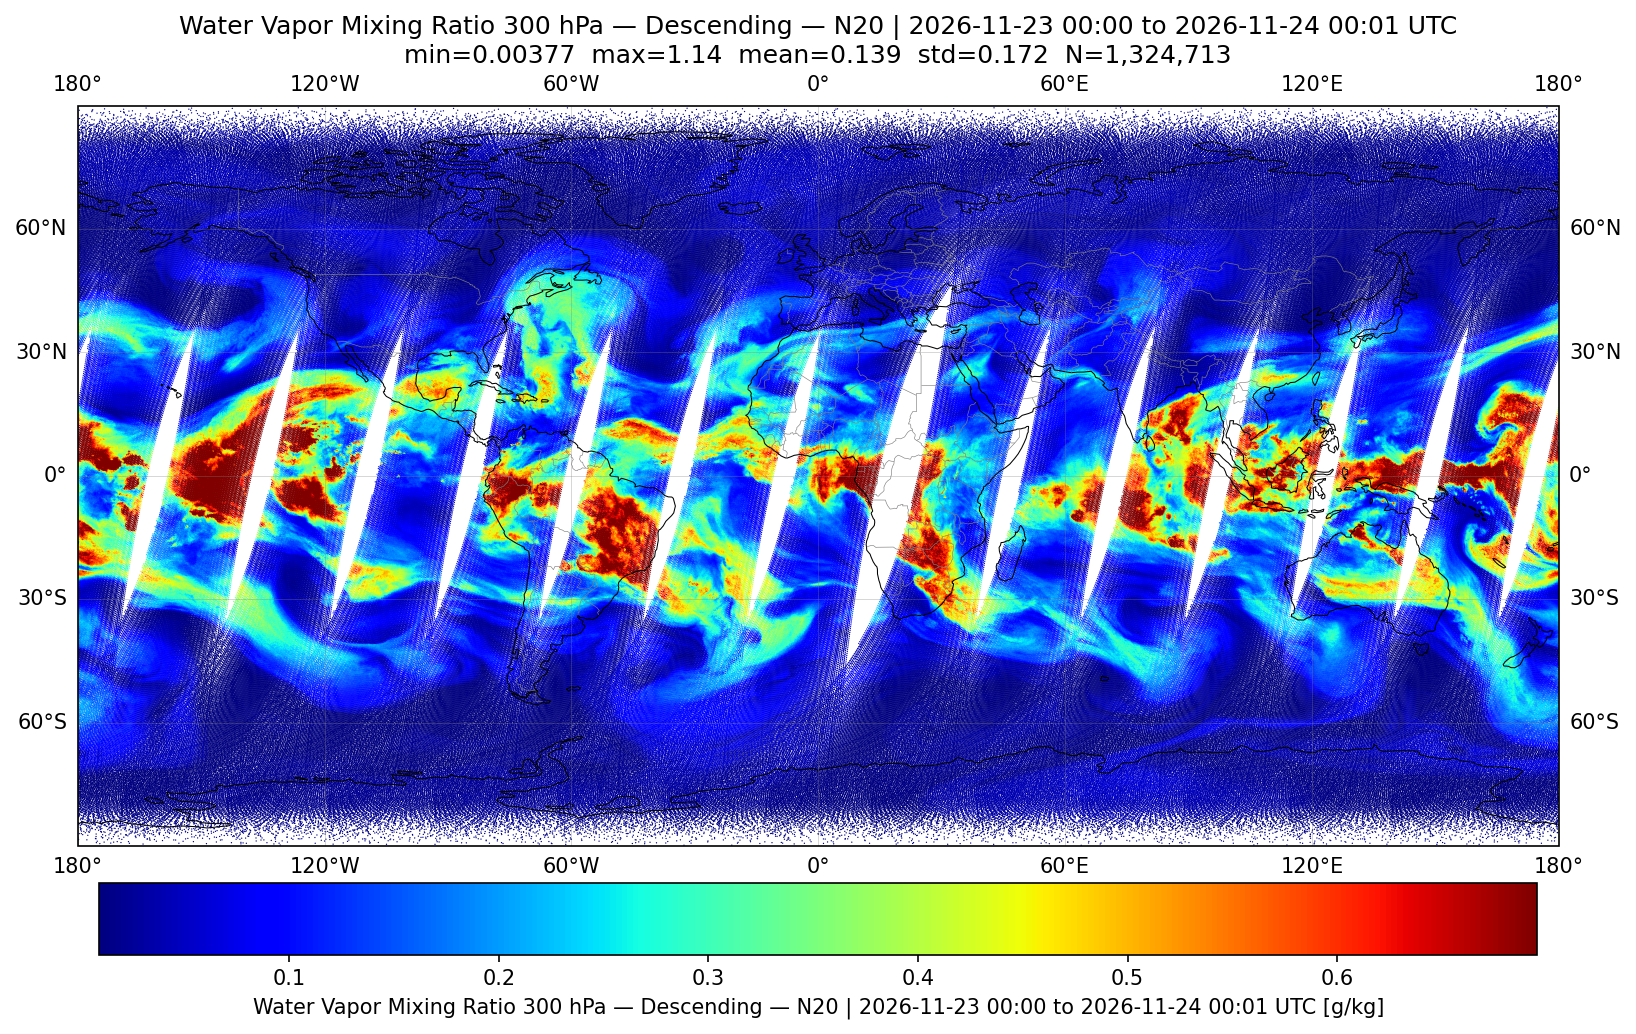 Water Vapor Mixing Ratio 300 hPa — Descending — N20 | 2026-11-23 00:00 to 2026-11-24 00:01 UTC
min=0.00377  max=1.14  mean=0.139  std=0.172  N=1,324,713
180° 120°W 60°W 0° 60°E 120°E 180°
60°N 60°N
30°N 30°N
0° 0°
30°S 30°S
60°S 60°S
180° 120°W 60°W 0° 60°E 120°E 180°
0.1 0.2 0.3 0.4 0.5 0.6
Water Vapor Mixing Ratio 300 hPa — Descending — N20 | 2026-11-23 00:00 to 2026-11-24 00:01 UTC [g/kg]